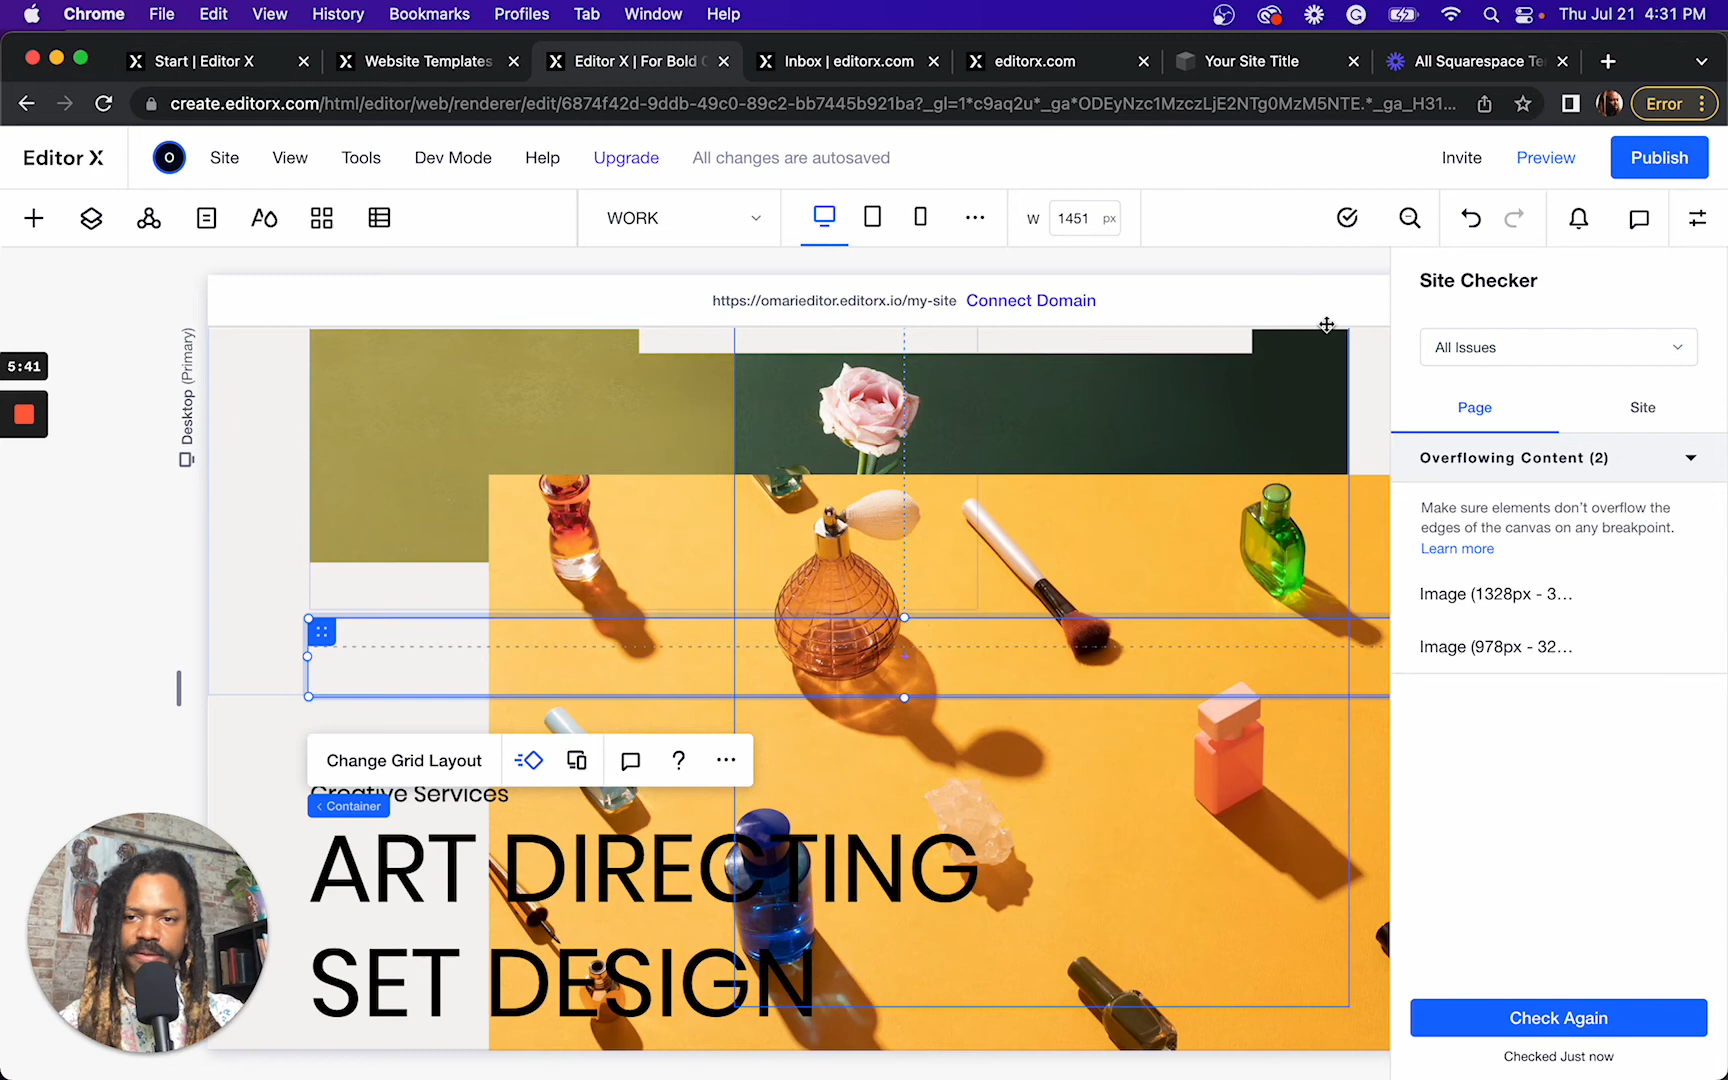 Chrome File Edit View History Bookmarks Profiles Tab Window Help
Thu Jul 21 4:31 PM
Start | Editor X
Website Templates
Editor X | For Bold
Inbox | editorx.com
editorx.com
Your Site Title
All Squarespace Te
create.editorx.com/html/editor/web/renderer/edit/6874f42d-9ddb-49c0-89c2-bb7445b921ba?_gl=1*c9aq2u*_ga*ODEyNzc1MzczLjE2NTg0MzM5NTE.*_ga_H31...
Error
Editor X
O
Site View Tools Dev Mode Help Upgrade All changes are autosaved
Invite Preview Publish
WORK
W 1451 px
Site Checker
https://omarieditor.editorx.io/my-site Connect Domain
All Issues
Page Site
Desktop (Primary)
5:41
Overflowing Content (2)
Make sure elements don't overflow the
edges of the canvas on any breakpoint.
Learn more
Image (1328px - 3...
Image (978px - 32...
Change Grid Layout
Creative Services
< Container
ART DIRECTING
SET DESIGN
Check Again
Checked Just now